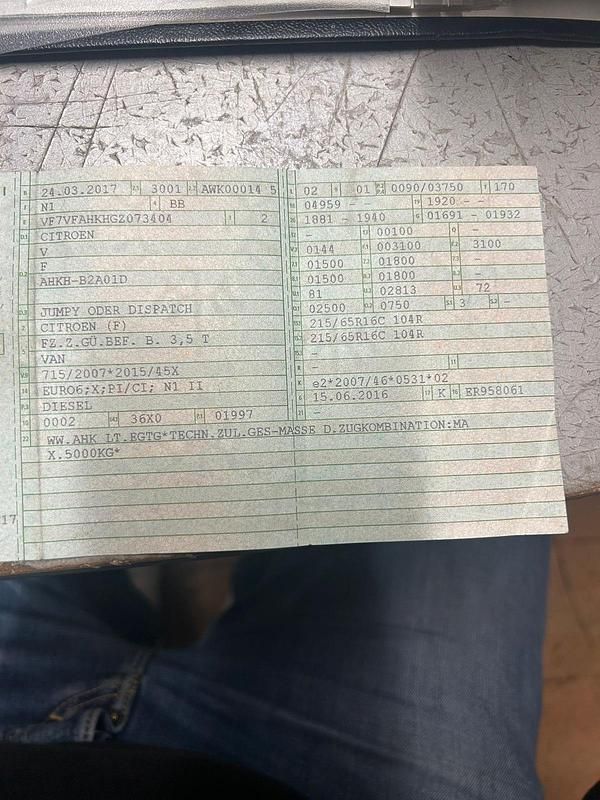 24.03.2017 3001 AWK00014 5
N1 BB
VF7VFAHKHGZ073404 2
CITROEN
V
F
AHKH-B2A01D
JUMPY ODER DISPATCH
CITROEN (F)
FZ.Z.GÜ.BEF. B. 3,5 T
VAN
715/2007*2015/45X
EURO6;X;PI/CI; N1 II
DIESEL
0002 36X0 01997
02 01 0090/03750 170
04959 - - 1920 - -
1881 - 1940 01691 - 01932
- 00100 -
0144 003100 3100
01500 01800 -
01500 01800 -
81 02813 72
02500 0750 3 -
215/65R16C 104R
215/65R16C 104R
-
-
e2*2007/46*0531*02
15.06.2016 K ER958061
-
WW.AHK LT.EGTG*TECHN.ZUL.GES-MASSE D.ZUGKOMBINATION:MA
X.5000KG*
17